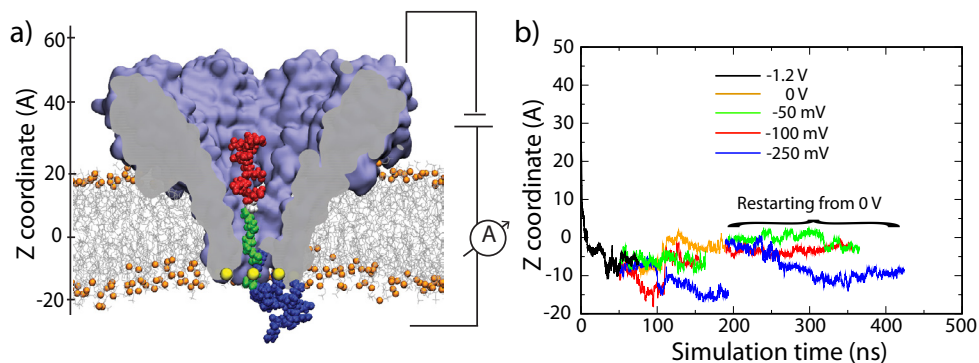 a)
Z coordinate (A)
60
40
20
0
-20
A
b)
Z coordinate (A)
50
40
30
20
10
0
-10
-20
-1.2 V
0 V
-50 mV
-100 mV
-250 mV
Restarting from 0 V
0 100 200 300 400 500
Simulation time (ns)